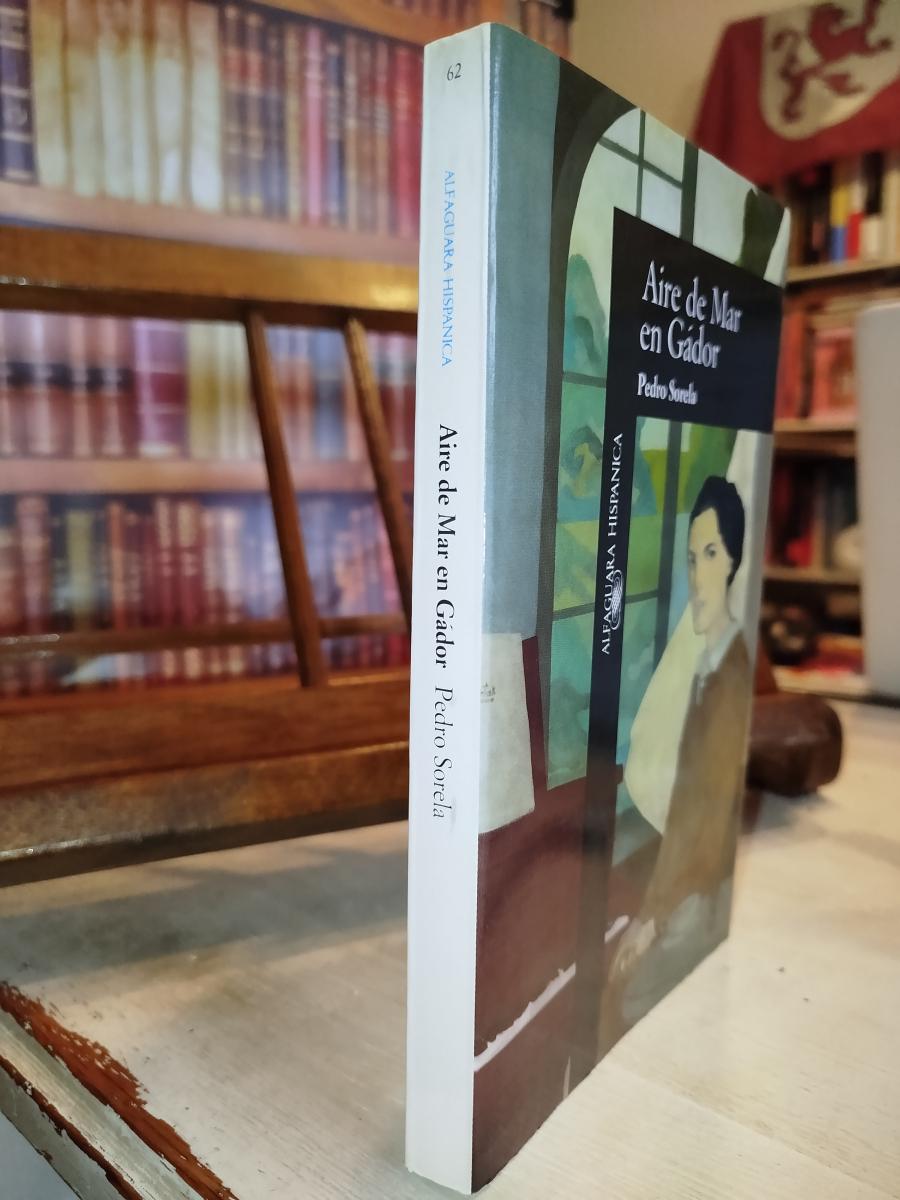 62
ALFAGUARA HISPANICA
Aire de Mar en Gádor Pedro Sorela
Aire de Mar
en Gádor
Pedro Sorela
ALFAGUARA HISPANICA